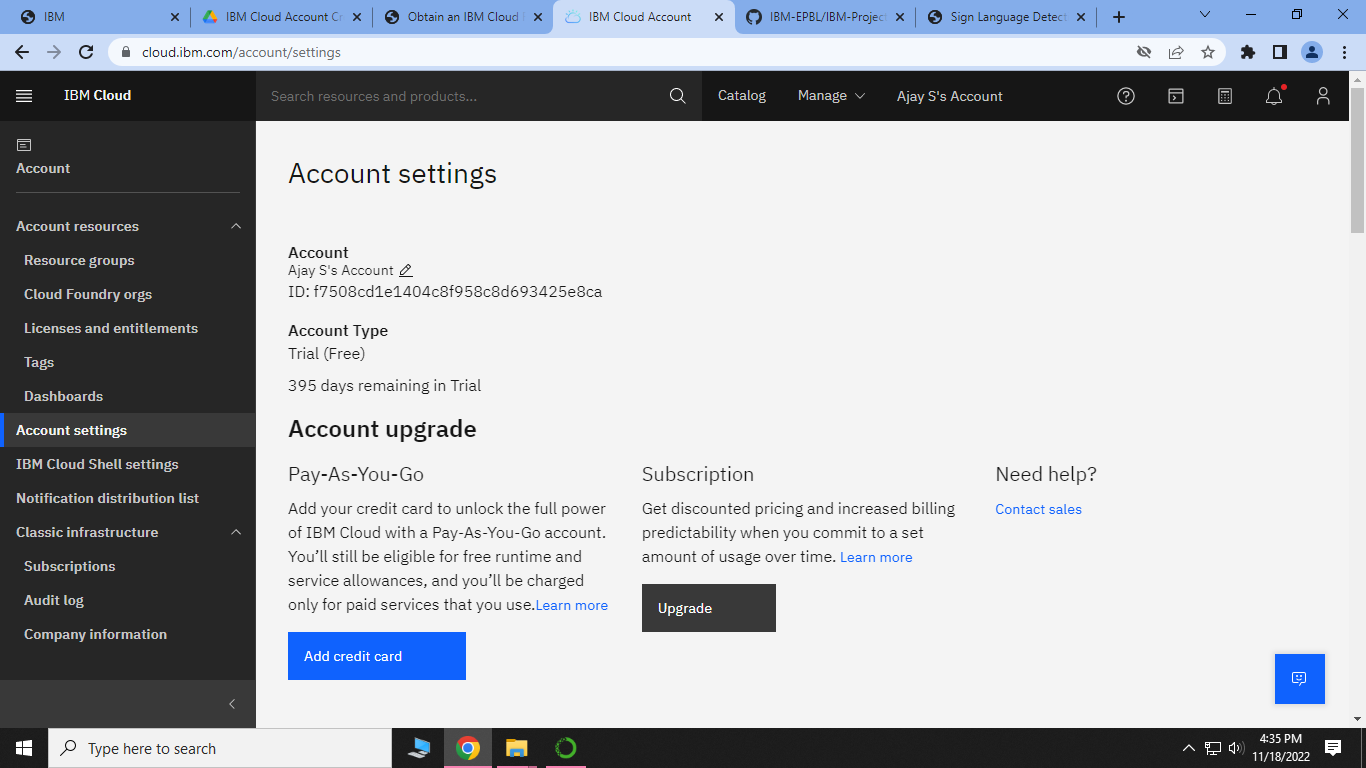 IBM
IBM Cloud Account Cr
Obtain an IBM Cloud
IBM Cloud Account
IBM-EPBL/IBM-Project
Sign Language Detect
cloud.ibm.com/account/settings
IBM Cloud
Search resources and products...
Catalog
Manage
Ajay S's Account
Account
Account resources
Resource groups
Cloud Foundry orgs
Licenses and entitlements
Tags
Dashboards
Account settings
IBM Cloud Shell settings
Notification distribution list
Classic infrastructure
Subscriptions
Audit log
Company information
Account settings
Account
Ajay S's Account
ID: f7508cd1e1404c8f958c8d693425e8ca
Account Type
Trial (Free)
395 days remaining in Trial
Account upgrade
Pay-As-You-Go
Add your credit card to unlock the full power
of IBM Cloud with a Pay-As-You-Go account.
You’ll still be eligible for free runtime and
service allowances, and you’ll be charged
only for paid services that you use.Learn more
Add credit card
Subscription
Get discounted pricing and increased billing
predictability when you commit to a set
amount of usage over time. Learn more
Upgrade
Need help?
Contact sales
Type here to search
4:35 PM
11/18/2022